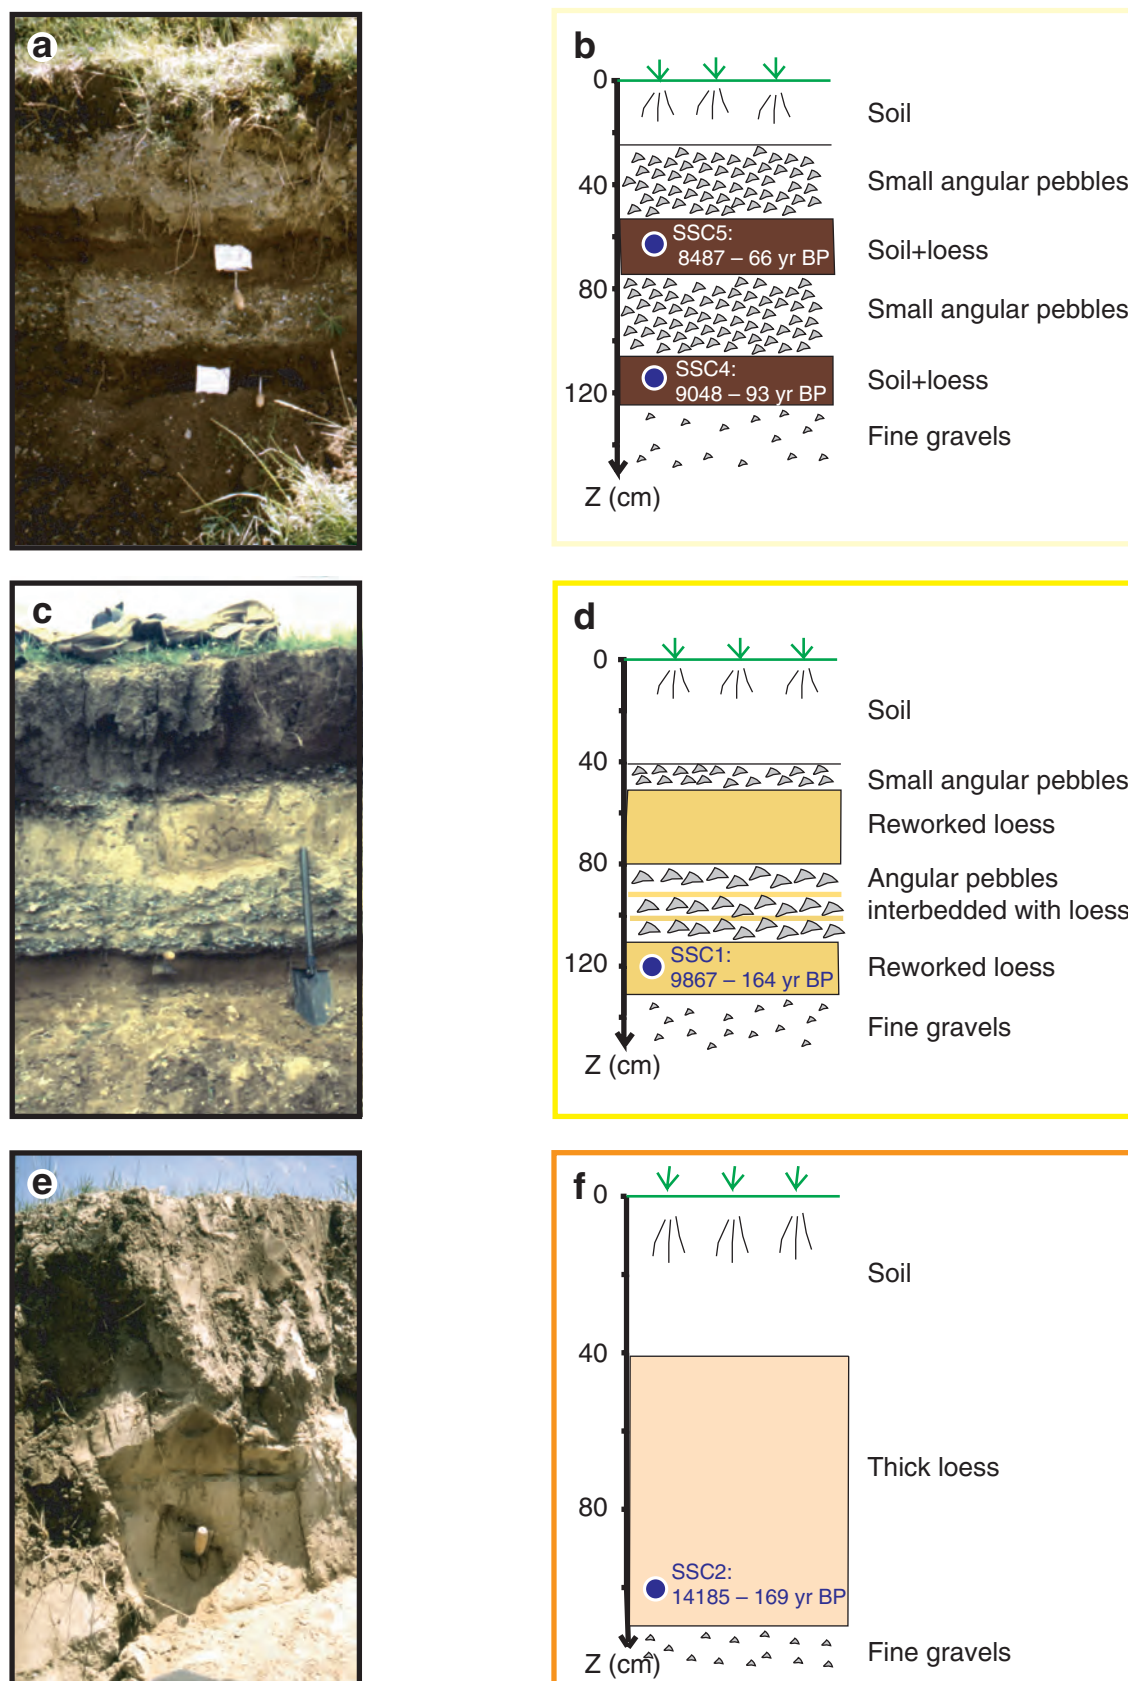 a
b
0
Soil
Small angular pebbles
40
SSC5:
8487 – 66 yr BP
Soil+loess
80
Small angular pebbles
SSC4:
9048 – 93 yr BP
Soil+loess
120
Fine gravels
Z (cm)
c
d
0
Soil
40
Small angular pebbles
Reworked loess
80
Angular pebbles
interbedded with loess
SSC1:
9867 – 164 yr BP
120
Reworked loess
Fine gravels
Z (cm)
e
f
0
Soil
40
Thick loess
80
SSC2:
14185 – 169 yr BP
Fine gravels
Z (cm)